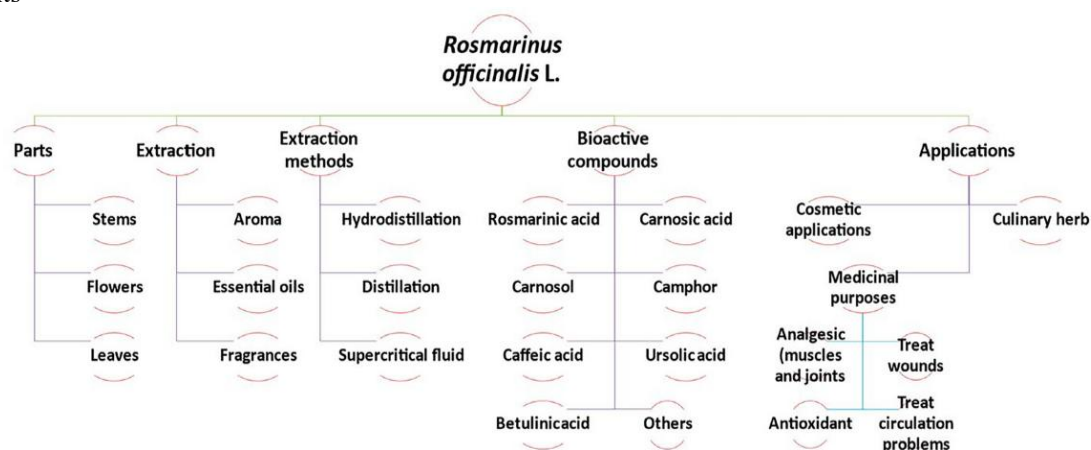 Rosmarinus
officinalis L.
Parts
Extraction
Extraction
methods
Bioactive
compounds
Applications
Stems
Aroma
Hydrodistillation
Rosmarinic acid
Carnosic acid
Cosmetic
applications
Culinary herb
Flowers
Essential oils
Distillation
Carnosol
Camphor
Medicinal
purposes
Leaves
Fragrances
Supercritical fluid
Caffeic acid
Ursolic acid
Analgesic
(muscles
and joints
Treat
wounds
Betulinicacid
Others
Antioxidant
Treat
circulation
problems